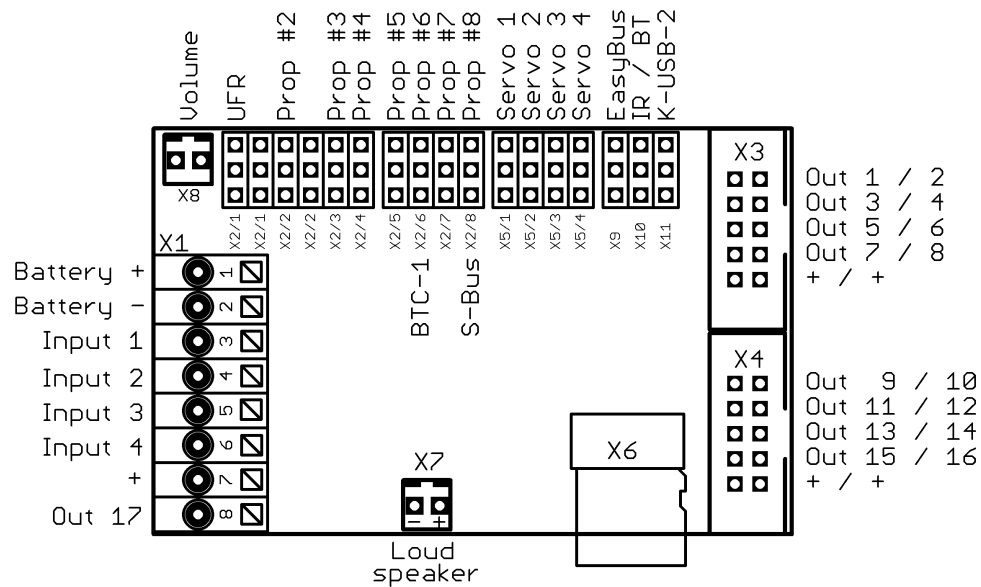 Volume
UFR
Prop #2
Prop #3
Prop #4
Prop #5
Prop #6
Prop #7
Prop #8
Servo 1
Servo 2
Servo 3
Servo 4
EasyBus
IR / BT
K-USB-2
X8
X2/1
X2/1
X2/2
X2/2
X2/3
X2/4
X2/5
X2/6
X2/7
X2/8
X5/1
X5/2
X5/3
X5/4
X9
X10
X11
BTC-1
S-Bus
X3
Out 1 / 2
Out 3 / 4
Out 5 / 6
Out 7 / 8
+ / +
X1
Battery + 1
Battery - 2
Input 1 3
Input 2 4
Input 3 5
Input 4 6
+ 7
Out 17 8
X4
Out 9 / 10
Out 11 / 12
Out 13 / 14
Out 15 / 16
+ / +
X7
- +
Loud
speaker
X6